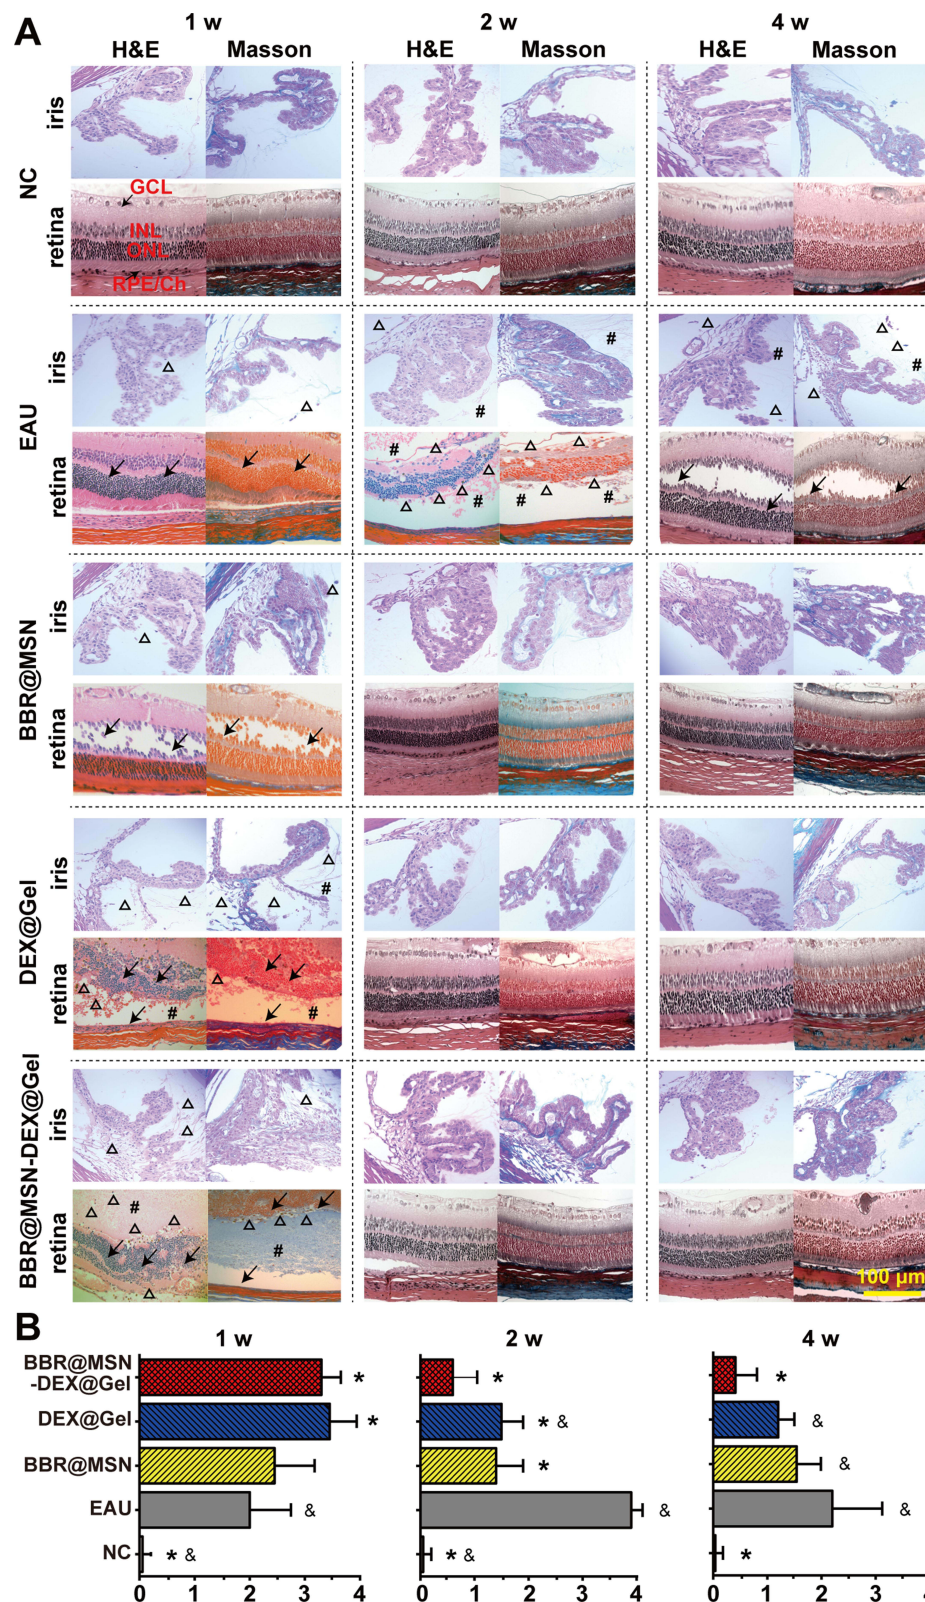 A
1 w 2 w 4 w
H&E Masson H&E Masson H&E Masson
NC
iris
retina
GCL
INL
ONL
RPE/Ch
EAU
iris
△ △ △ # # △ # △ △ △ △ #
retina
# △ △ △ # △ △ △ # △ #
BBR@MSN
iris
△ △
retina
DEX@Gel
iris
△ △ △ # △ △
retina
△ △ # △ #
BBR@MSN-DEX@Gel
iris
△ △ △ △
retina
△ # △ △ △ △ △ △ △ # △
100 μm
B
1 w 2 w 4 w
BBR@MSN
-DEX@Gel
* * *
DEX@Gel
* * & &
BBR@MSN
* &
EAU
& & &
NC
* & * & *
0 1 2 3 4 0 1 2 3 4 0 1 2 3 4